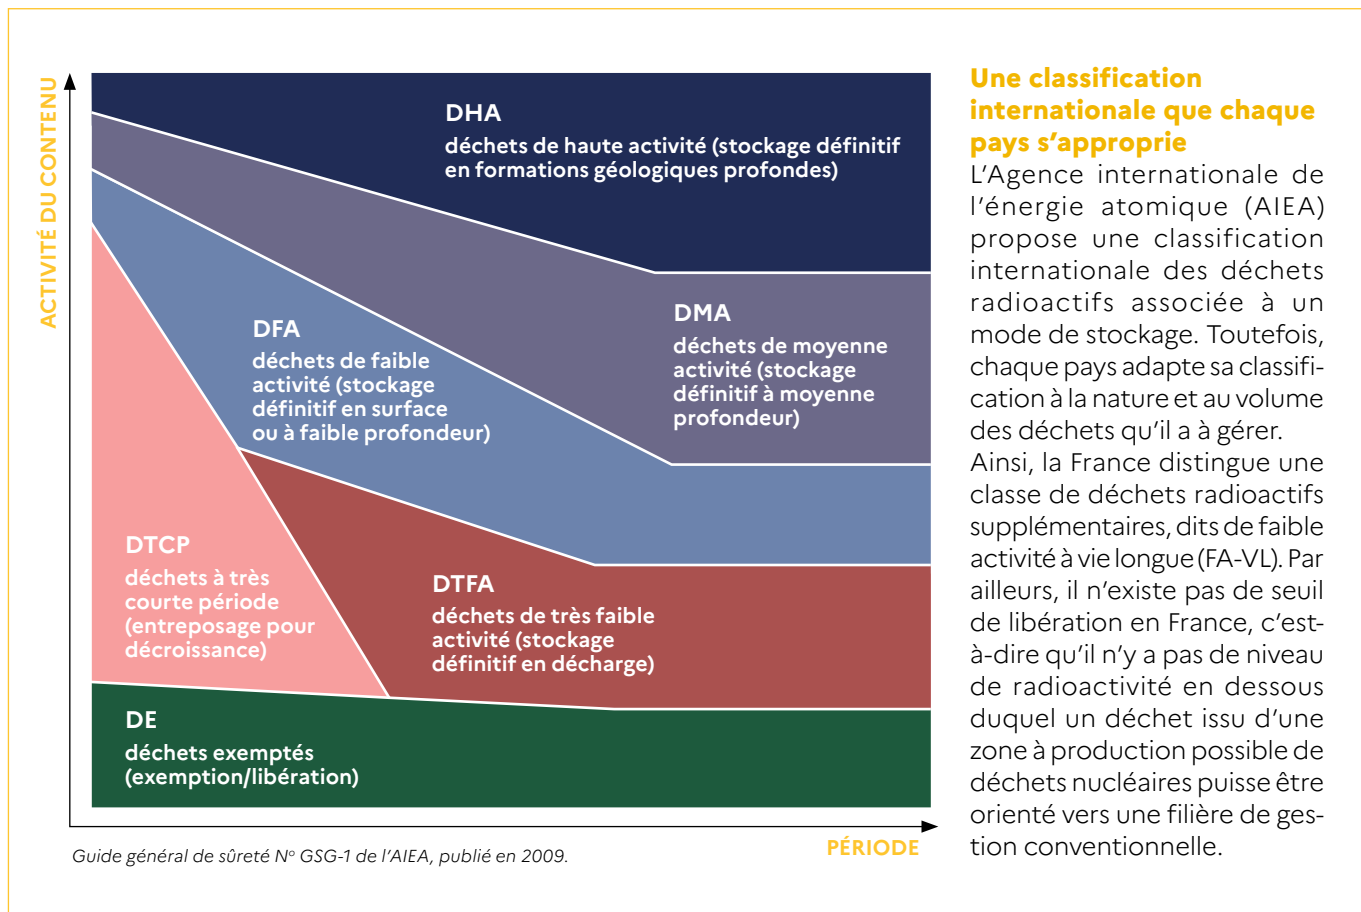 ACTIVITÉ DU CONTENU
DHA
déchets de haute activité (stockage définitif
en formations géologiques profondes)
DMA
déchets de moyenne
activité (stockage
définitif à moyenne
profondeur)
DFA
déchets de faible
activité (stockage
définitif en surface
ou à faible profondeur)
DTCP
déchets à très
courte période
(entreposage pour
décroissance)
DTFA
déchets de très faible
activité (stockage
définitif en décharge)
DE
déchets exemptés
(exemption/libération)
PÉRIODE
Guide général de sûreté Nº GSG-1 de l'AIEA, publié en 2009.
Une classification
internationale que chaque
pays s'approprie
L'Agence internationale de
l'énergie atomique (AIEA)
propose une classification
internationale des déchets
radioactifs associée à un
mode de stockage. Toutefois,
chaque pays adapte sa classifi-
cation à la nature et au volume
des déchets qu'il a à gérer.
Ainsi, la France distingue une
classe de déchets radioactifs
supplémentaires, dits de faible
activité à vie longue (FA-VL). Par
ailleurs, il n'existe pas de seuil
de libération en France, c'est-
à-dire qu'il n'y a pas de niveau
de radioactivité en dessous
duquel un déchet issu d'une
zone à production possible de
déchets nucléaires puisse être
orienté vers une filière de ges-
tion conventionnelle.